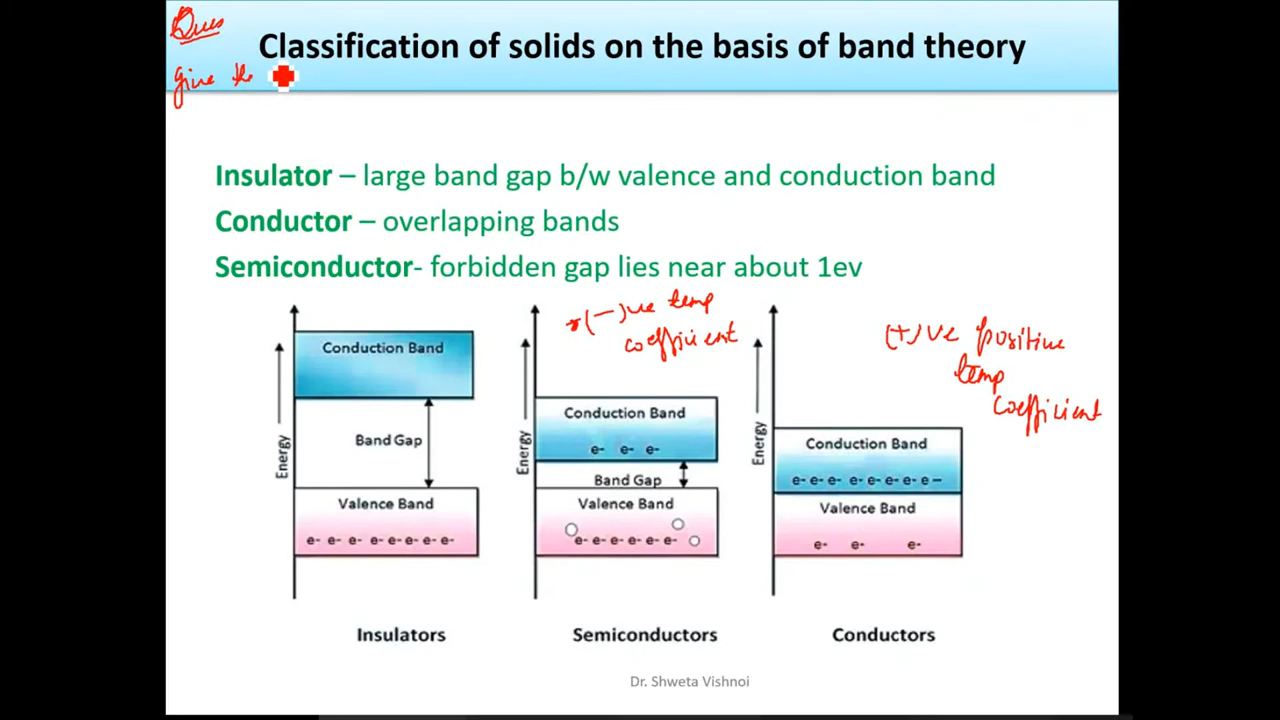 Ques
Classification of solids on the basis of band theory
give the
Insulator – large band gap b/w valence and conduction band
Conductor – overlapping bands
Semiconductor- forbidden gap lies near about 1ev
(-)ve temp
coefficient
(+)ve positive
temp
coefficient
Energy
Conduction Band
Band Gap
Valence Band
e- e- e- e- e- e- e- e-
Insulators
Energy
Conduction Band
e- e- e-
Band Gap
Valence Band
e- e- e- e- e- e-
Semiconductors
Energy
Conduction Band
e- e- e- e- e- e- e- e –
Valence Band
e- e- e-
Conductors
Dr. Shweta Vishnoi